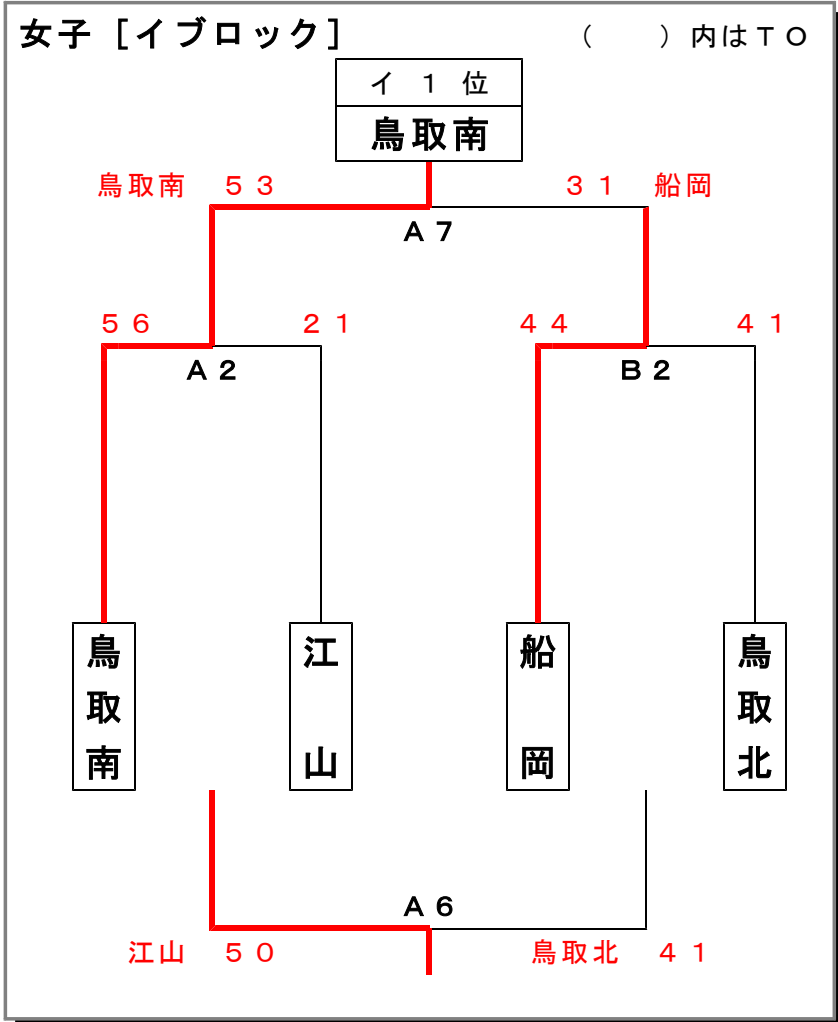 女子［イブロック］　（　　）内はＴＯ
イ　１　位
鳥取南
鳥取南　５３　３１　船岡
Ａ７
５６　２１　４４　４１
Ａ２　Ｂ２
鳥取南　江山　船岡　鳥取北
Ａ６
江山　５０　鳥取北　４１